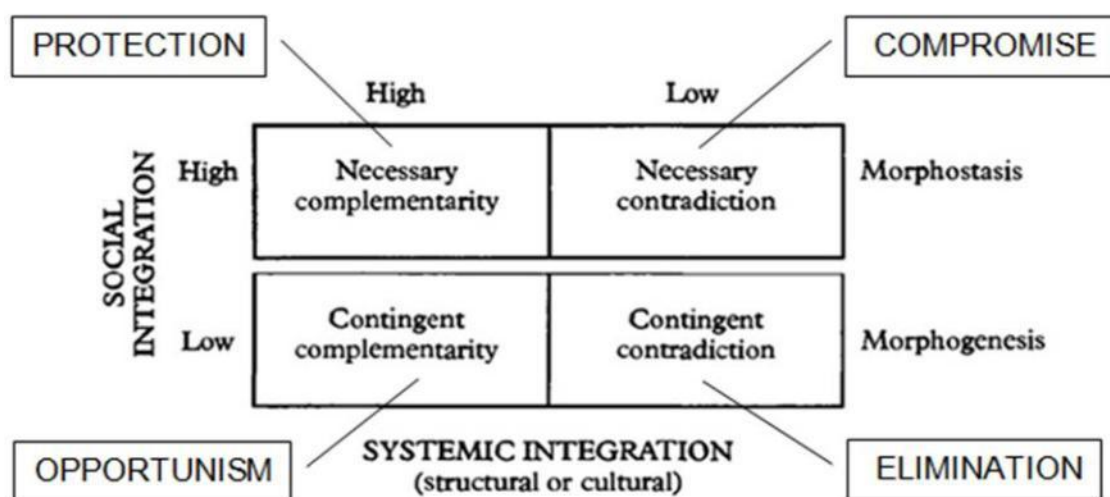 PROTECTION
COMPROMISE
High
Low
High
Necessary
complementarity
Necessary
contradiction
Morphostasis
SOCIAL
INTEGRATION
Low
Contingent
complementarity
Contingent
contradiction
Morphogenesis
OPPORTUNISM
SYSTEMIC INTEGRATION
(structural or cultural)
ELIMINATION